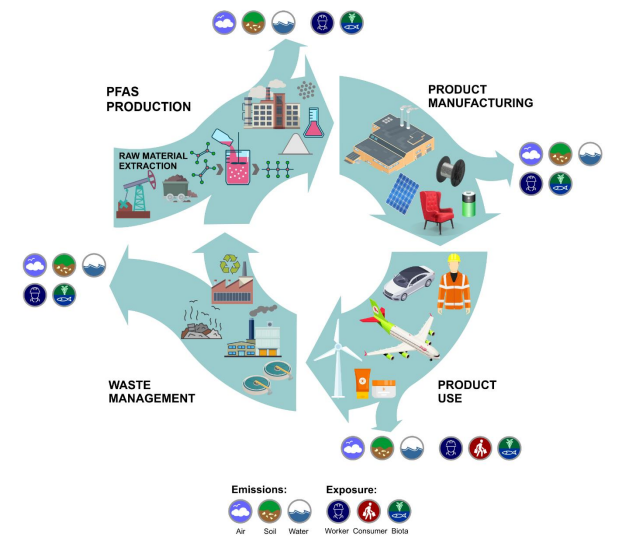 PFAS
PRODUCTION
PRODUCT
MANUFACTURING
RAW MATERIAL
EXTRACTION
WASTE
MANAGEMENT
PRODUCT
USE
Emissions: Exposure:
Air Soil Water Worker Consumer Biota